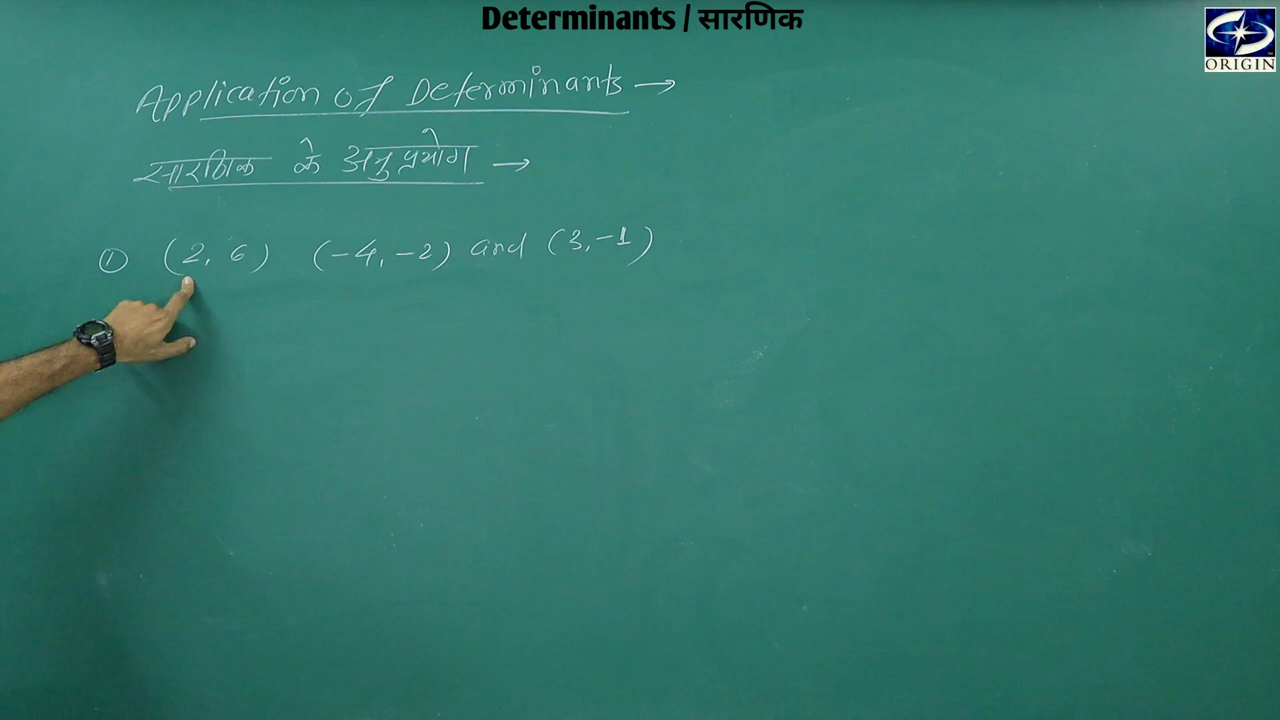 Determinants / सारणिक
ORIGIN
Application of Determinants →
सारणिक के अनुप्रयोग →
① (2, 6) (-4, -2) and (3, -1)